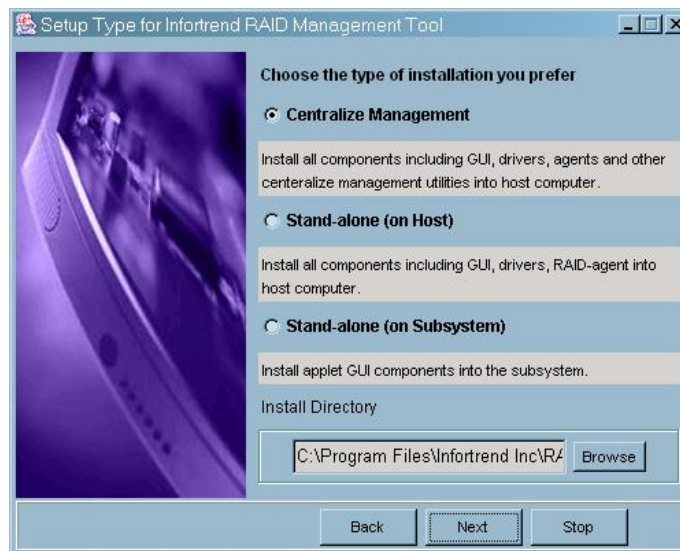 Setup Type for Infortrend RAID Management Tool
Choose the type of installation you prefer
Centralize Management
Install all components including GUI, drivers, agents and other
centeralize management utilities into host computer.
Stand-alone (on Host)
Install all components including GUI, drivers, RAID-agent into
host computer.
Stand-alone (on Subsystem)
Install applet GUI components into the subsystem.
Install Directory
C:\Program Files\Infortrend Inc\RA
Browse
Back
Next
Stop